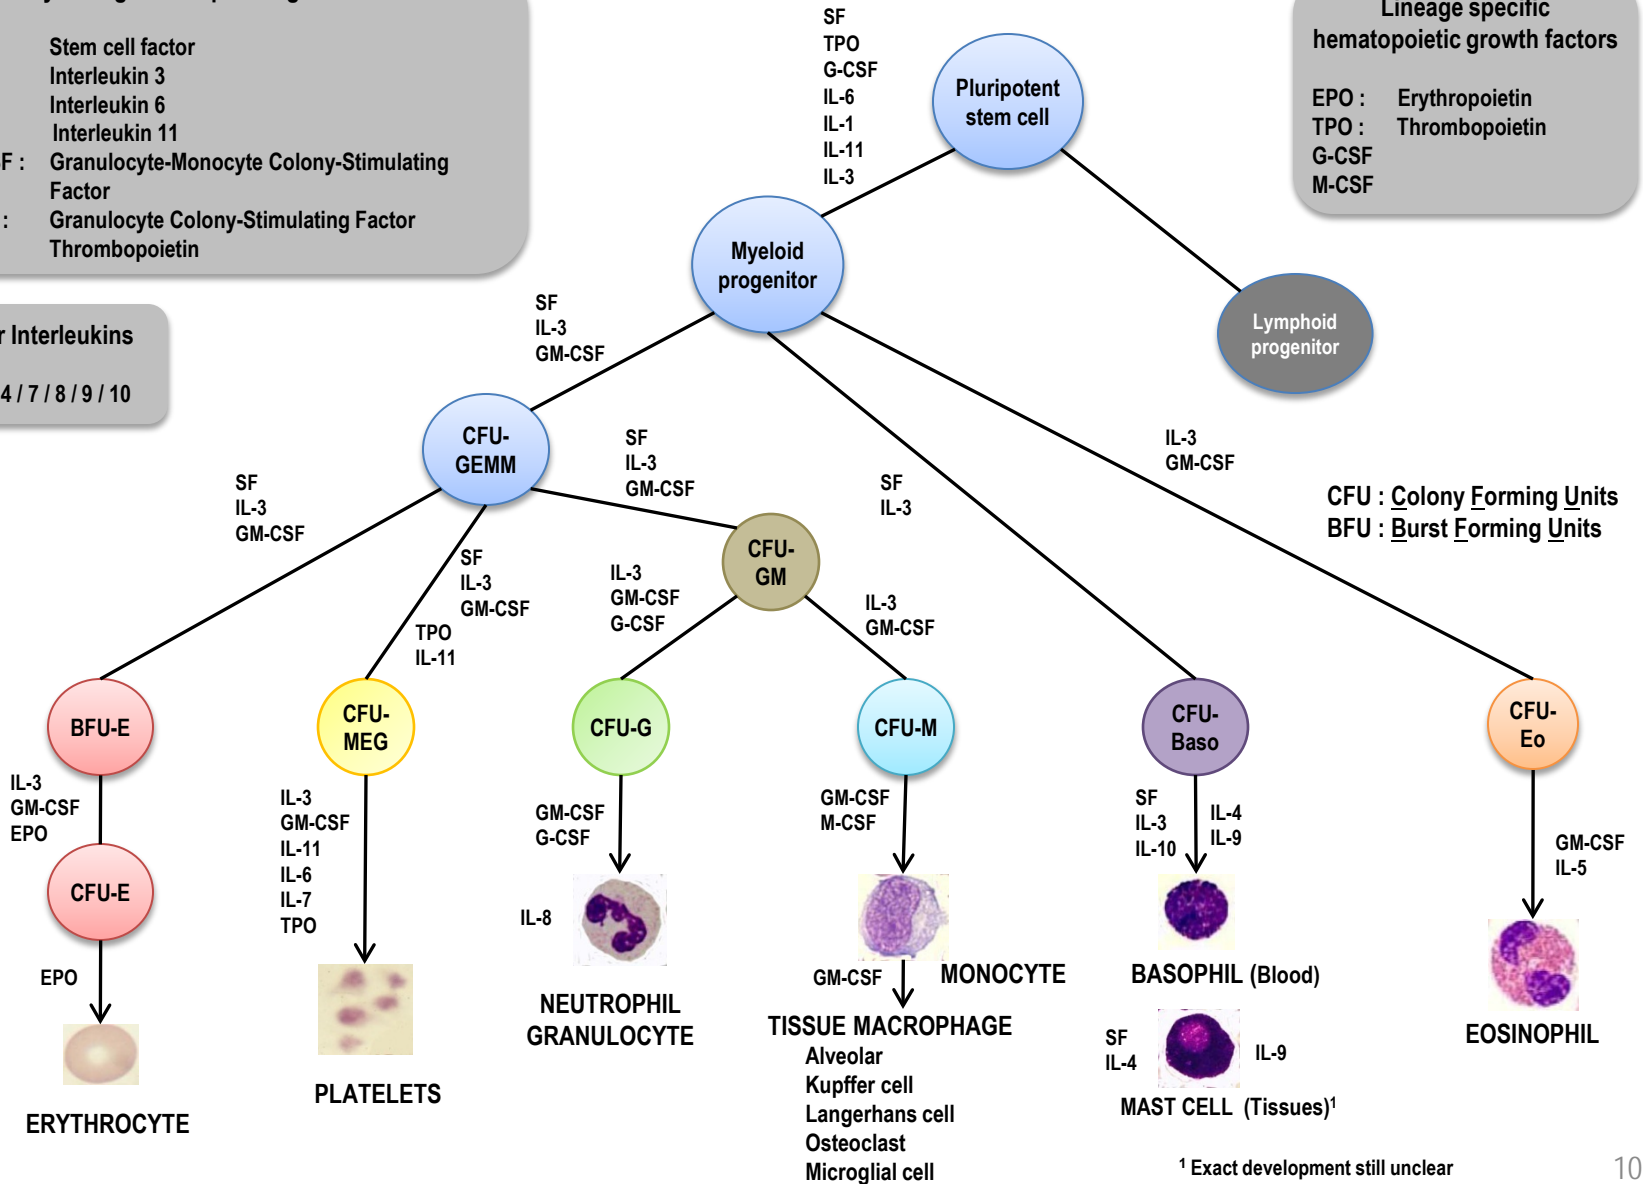 Stem cell factor
Interleukin 3
Interleukin 6
Interleukin 11
F : Granulocyte-Monocyte Colony-Stimulating
Factor
: Granulocyte Colony-Stimulating Factor
Thrombopoietin
r Interleukins
4 / 7 / 8 / 9 / 10
SF
TPO
G-CSF
IL-6
IL-1
IL-11
IL-3
Pluripotent
stem cell
Lineage specific
hematopoietic growth factors
EPO : Erythropoietin
TPO : Thrombopoietin
G-CSF
M-CSF
Myeloid
progenitor
Lymphoid
progenitor
SF
IL-3
GM-CSF
CFU-
GEMM
SF
IL-3
GM-CSF
SF
IL-3
GM-CSF
SF
IL-3
IL-3
GM-CSF
CFU : Colony Forming Units
BFU : Burst Forming Units
SF
IL-3
GM-CSF
TPO
IL-11
CFU-
GM
IL-3
GM-CSF
G-CSF
IL-3
GM-CSF
BFU-E
CFU-
MEG
CFU-G
CFU-M
CFU-
Baso
CFU-
Eo
IL-3
GM-CSF
EPO
CFU-E
EPO
ERYTHROCYTE
IL-3
GM-CSF
IL-11
IL-6
IL-7
TPO
PLATELETS
GM-CSF
G-CSF
IL-8
NEUTROPHIL
GRANULOCYTE
GM-CSF
M-CSF
MONOCYTE
GM-CSF
TISSUE MACROPHAGE
Alveolar
Kupffer cell
Langerhans cell
Osteoclast
Microglial cell
SF
IL-3
IL-10
IL-4
IL-9
BASOPHIL (Blood)
SF
IL-4
IL-9
MAST CELL (Tissues)¹
GM-CSF
IL-5
EOSINOPHIL
¹ Exact development still unclear
10